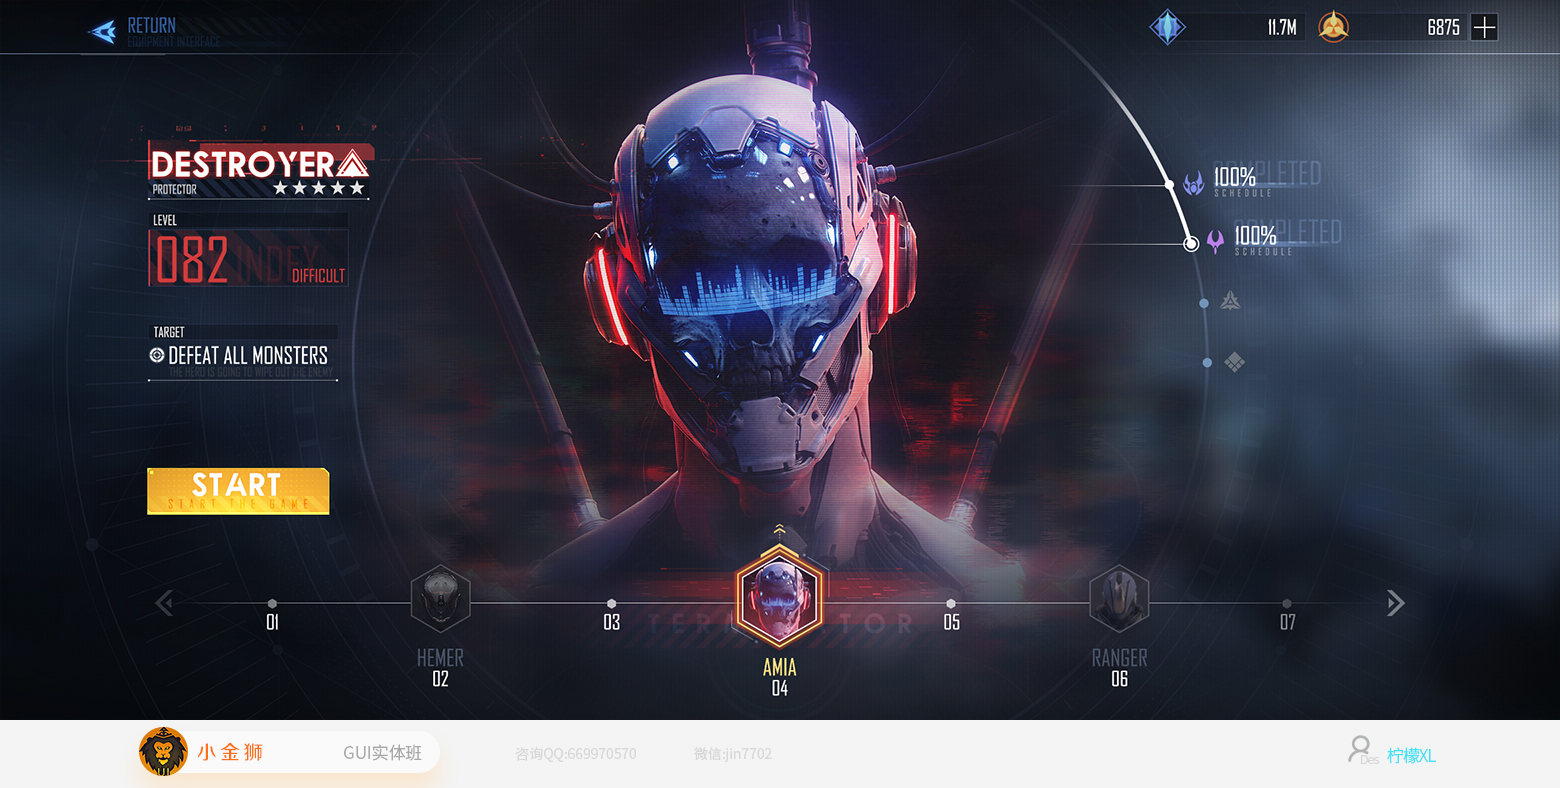 RETURN
EQUIPMENT INTERFACE
11.7M
6875
DESTROYER
PROTECTOR
LEVEL
082
INDEX
DIFFICULT
TARGET
DEFEAT ALL MONSTERS
THE HERO IS GOING TO WIPE OUT THE ENEMY
START
START THE GAME
COMPLETED
100%
SCHEDULE
COMPLETED
100%
SCHEDULE
01
HEMER
02
03
AMIA
04
05
RANGER
06
07
小金狮
GUI实体班
咨询QQ:669970570
微信:jin7702
Des
柠檬XL